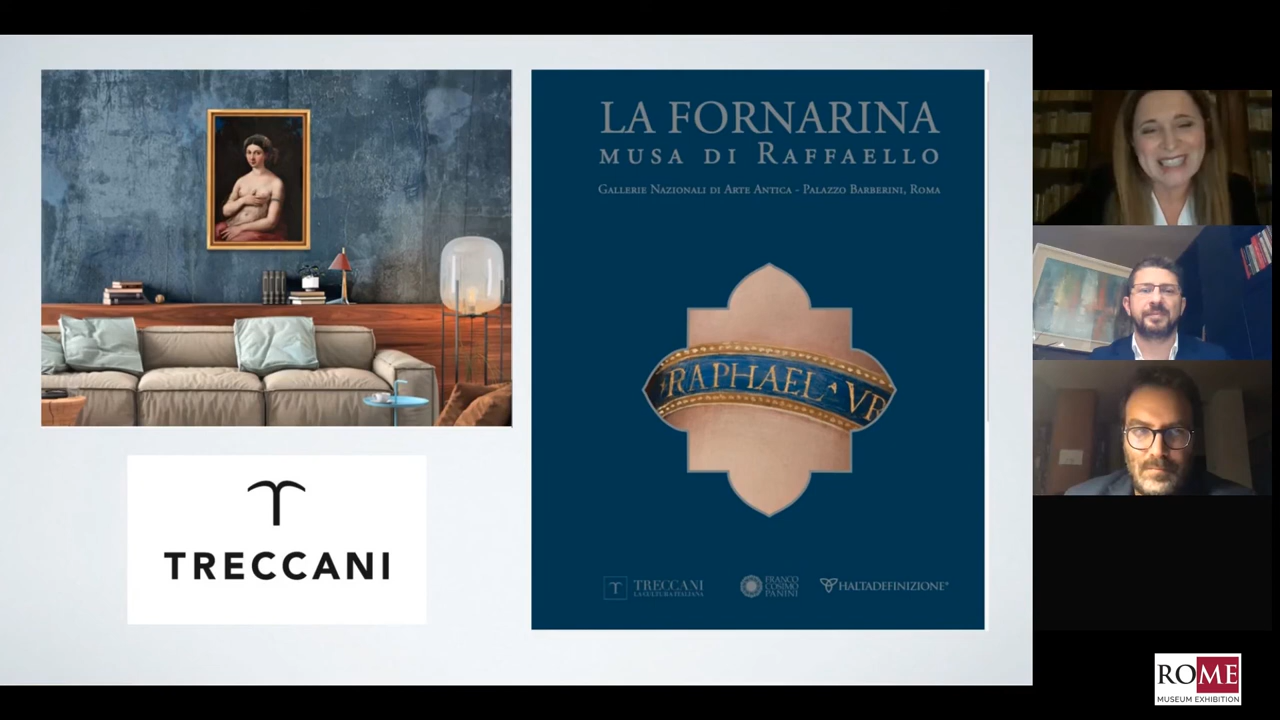 LA FORNARINA
MUSA DI RAFFAELLO
GALLERIE NAZIONALI DI ARTE ANTICA - PALAZZO BARBERINI, ROMA
RAPHAEL VR
TRECCANI
TRECCANI
LA CULTURA ITALIANA
FRANCO
COSIMO
PANINI
HALTADEFINIZIONE®
ROME
MUSEUM EXHIBITION